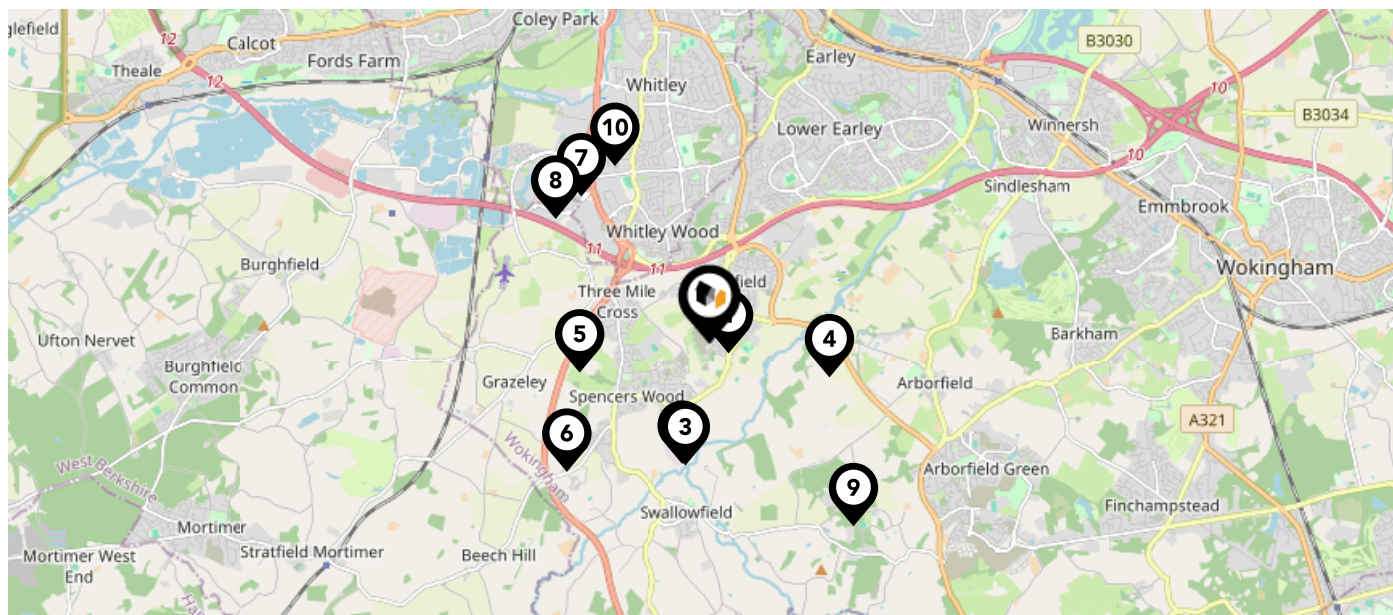 Coley Park
glefield
12
Calcot
B3030
Theale
Fords Farm
Earley
12
Whitley
10
B3034
10
Lower Earley
Winnersh
7
10
8
Sindlesham
Emmbrook
Whitley Wood
11
11
Burghfield
Wokingham
field
Three Mile
Cross
5
4
Barkham
Ufton Nervet
Burghfield
Common
Grazeley
Arborfield
Spencers Wood
3
A321
6
West Berkshire
Wokingham
Arborfield Green
9
Finchampstead
Swallowfield
Mortimer
Stratfield Mortimer
Beech Hill
Mortimer West
End
Ham